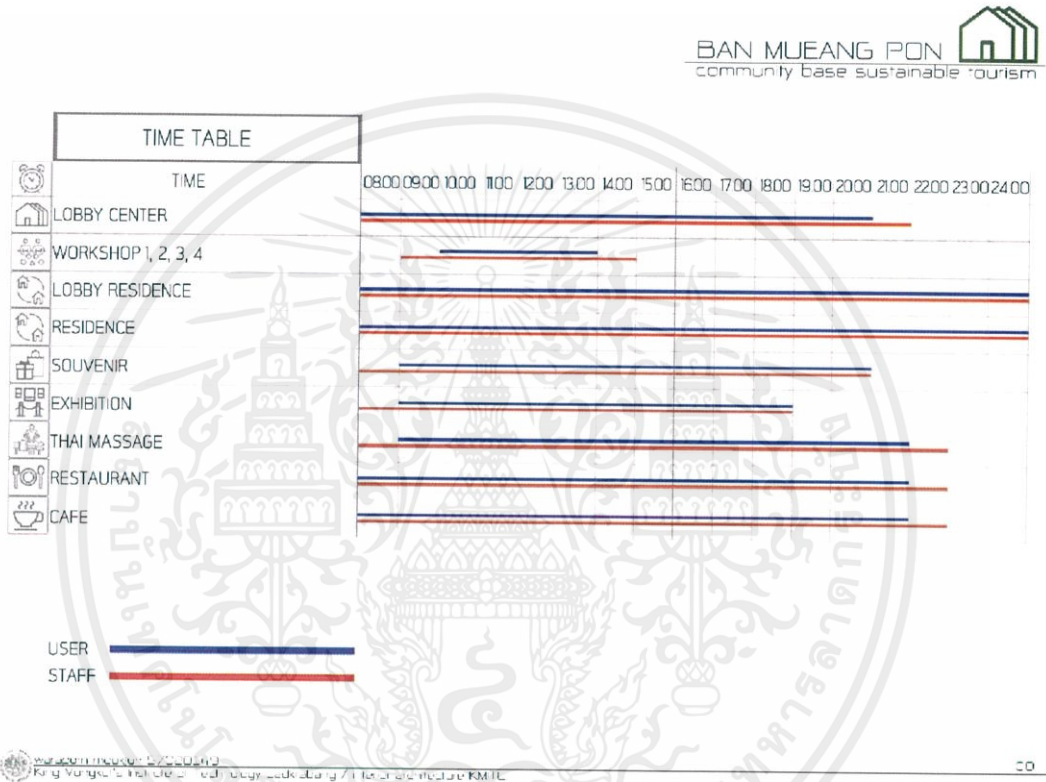 BAN MUEANG PON
community base sustainable tourism
TIME TABLE
TIME 08.00 09.00 10.00 11.00 12.00 13.00 14.00 15.00 16.00 17.00 18.00 19.00 20.00 21.00 22.00 23.00 24.00
LOBBY CENTER
WORKSHOP 1, 2, 3, 4
LOBBY RESIDENCE
RESIDENCE
SOUVENIR
EXHIBITION
THAI MASSAGE
RESTAURANT
CAFE
USER
STAFF